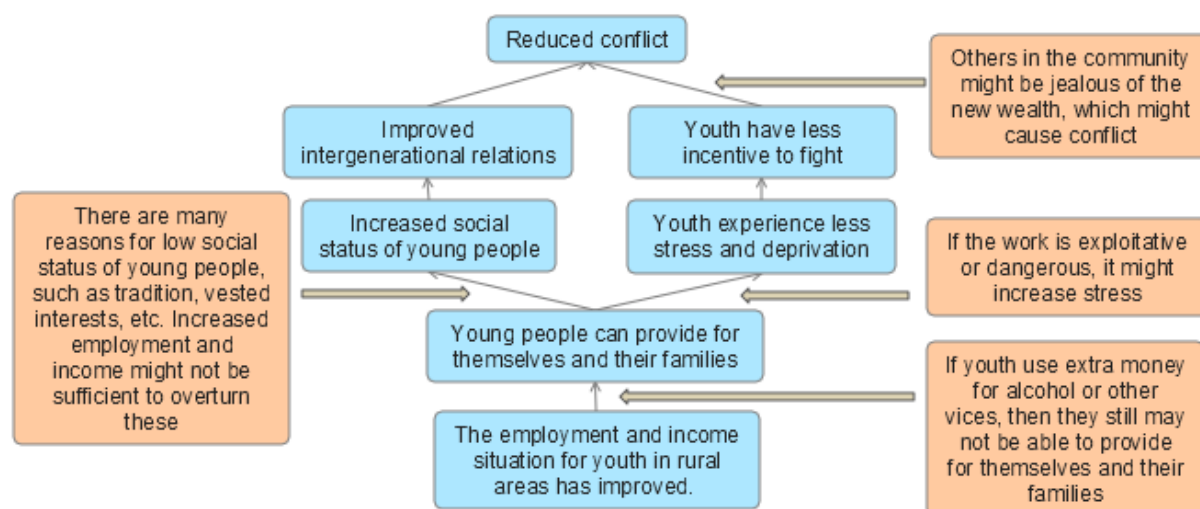 Reduced conflict
Others in the community
might be jealous of the
new wealth, which might
cause conflict
Improved
intergenerational relations
Youth have less
incentive to fight
There are many
reasons for low social
status of young people,
such as tradition, vested
interests, etc. Increased
employment and
income might not be
sufficient to overturn
these
Increased social
status of young people
Youth experience less
stress and deprivation
If the work is exploitative
or dangerous, it might
increase stress
Young people can provide for
themselves and their families
If youth use extra money
for alcohol or other
vices, then they still may
not be able to provide
for themselves and their
families
The employment and income
situation for youth in rural
areas has improved.